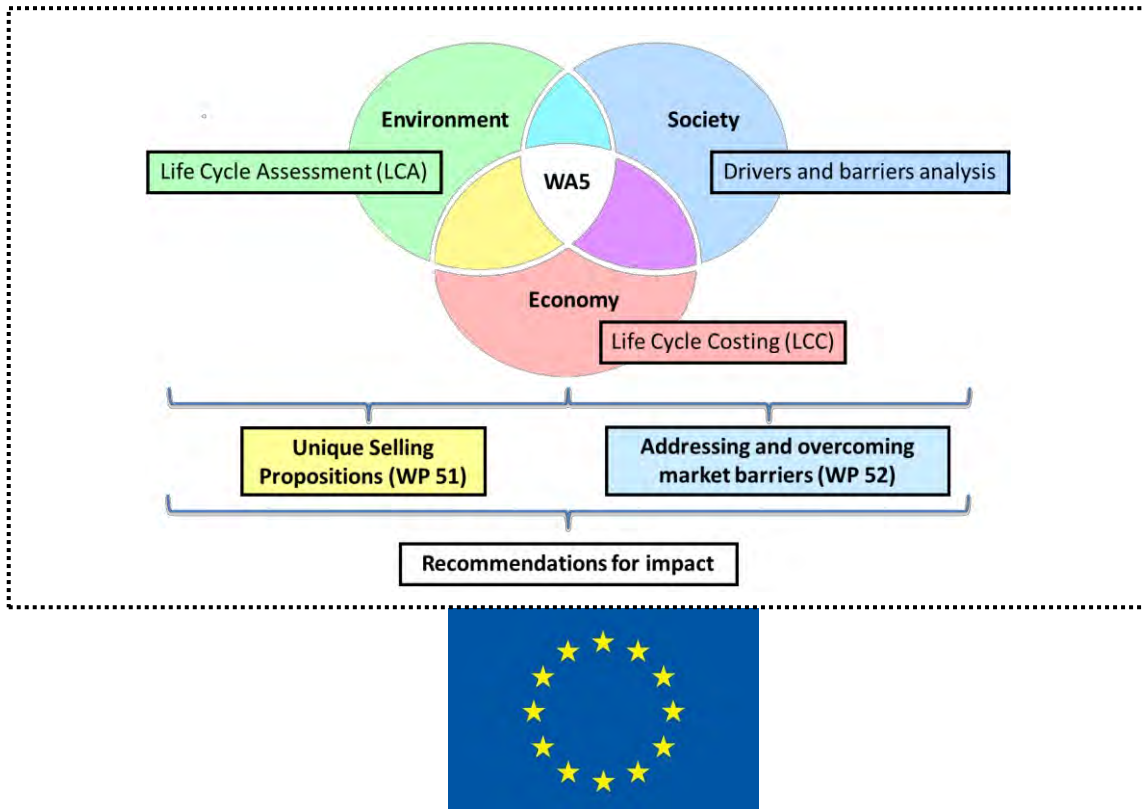 Environment
Society
Life Cycle Assessment (LCA)
WA5
Drivers and barriers analysis
Economy
Life Cycle Costing (LCC)
Unique Selling
Propositions (WP 51)
Addressing and overcoming
market barriers (WP 52)
Recommendations for impact